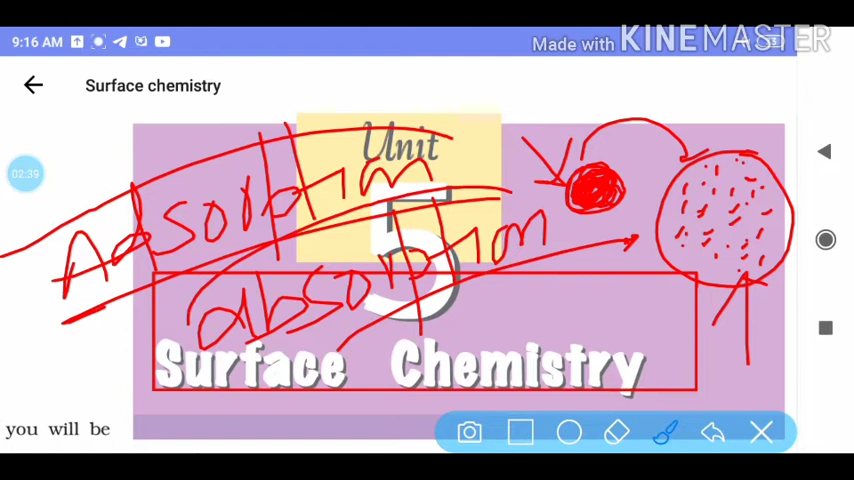 9:16 AM
Made with KINEMASTER
Surface chemistry
02:39
Unit
Adsorption
5
absorption
Surface Chemistry
you will be